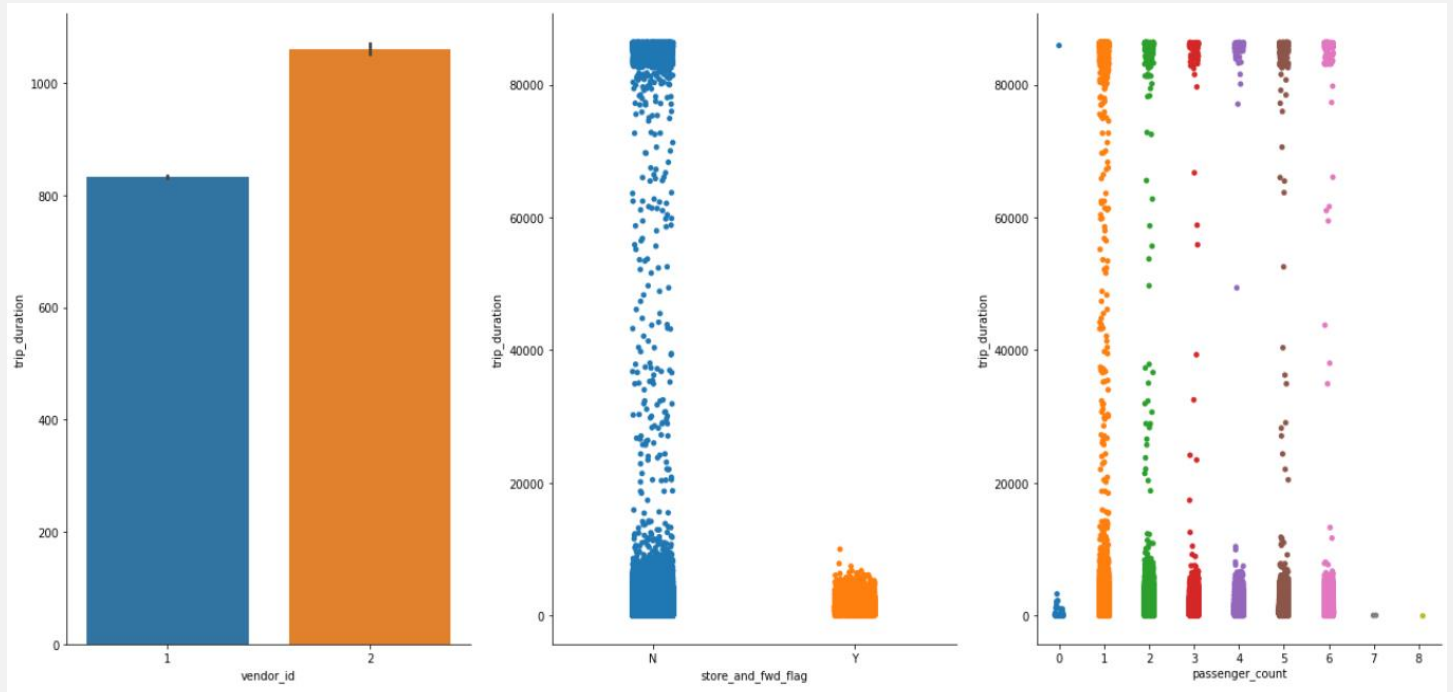 trip_duration
1000
800
600
400
200
0
1
2
vendor_id
trip_duration
80000
60000
40000
20000
0
N
Y
store_and_fwd_flag
trip_duration
80000
60000
40000
20000
0
0 1 2 3 4 5 6 7 8
passenger_count